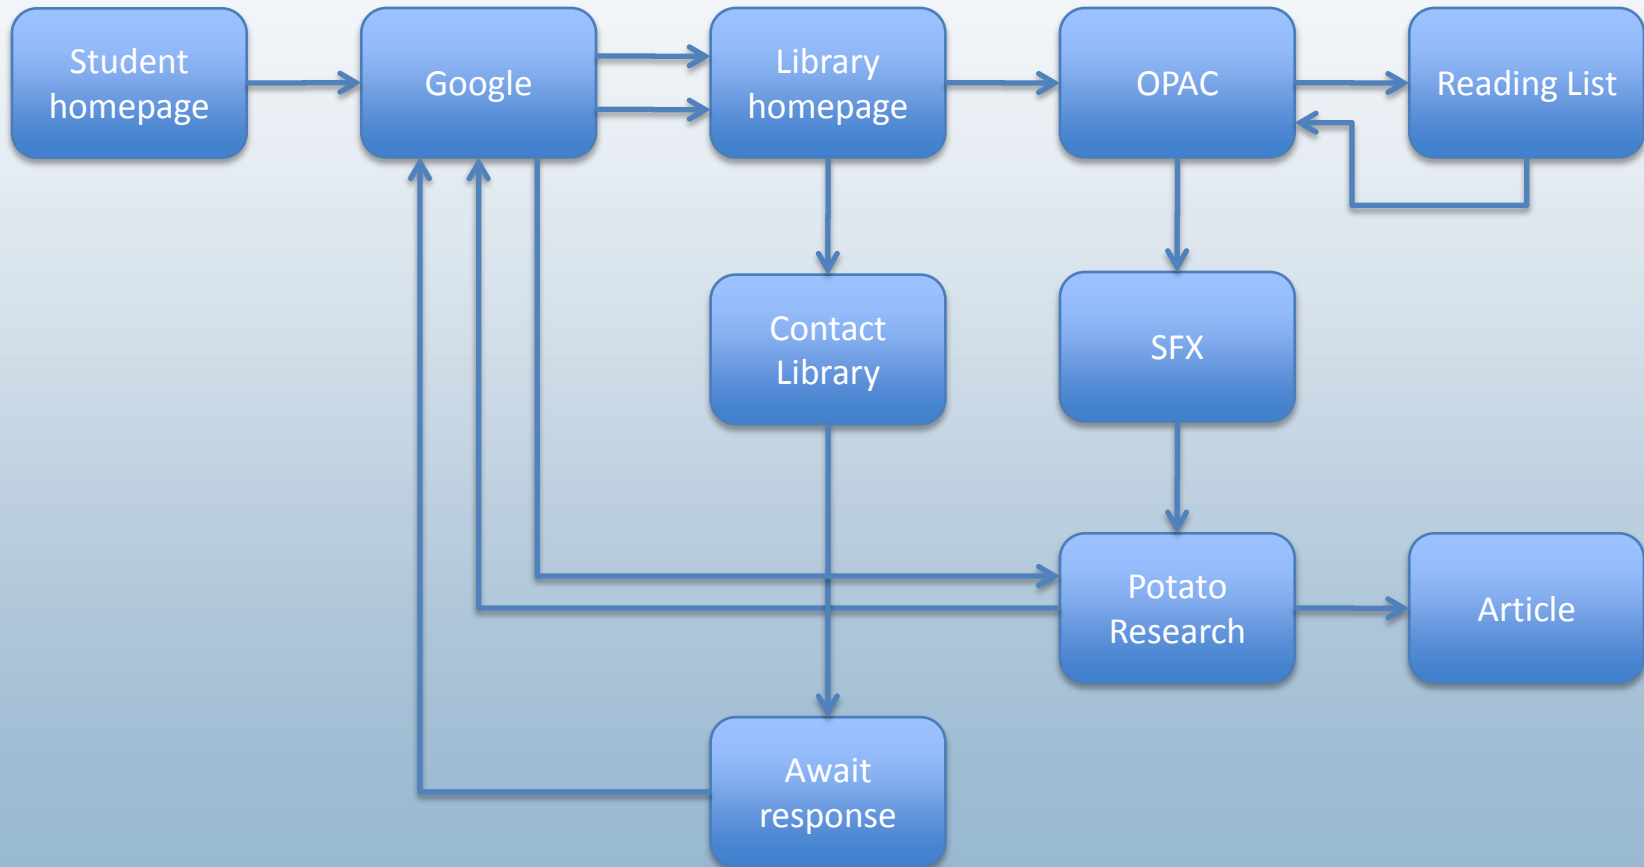 Student
homepage
Google
Library
homepage
OPAC
Reading List
Contact
Library
SFX
Potato
Research
Article
Await
response